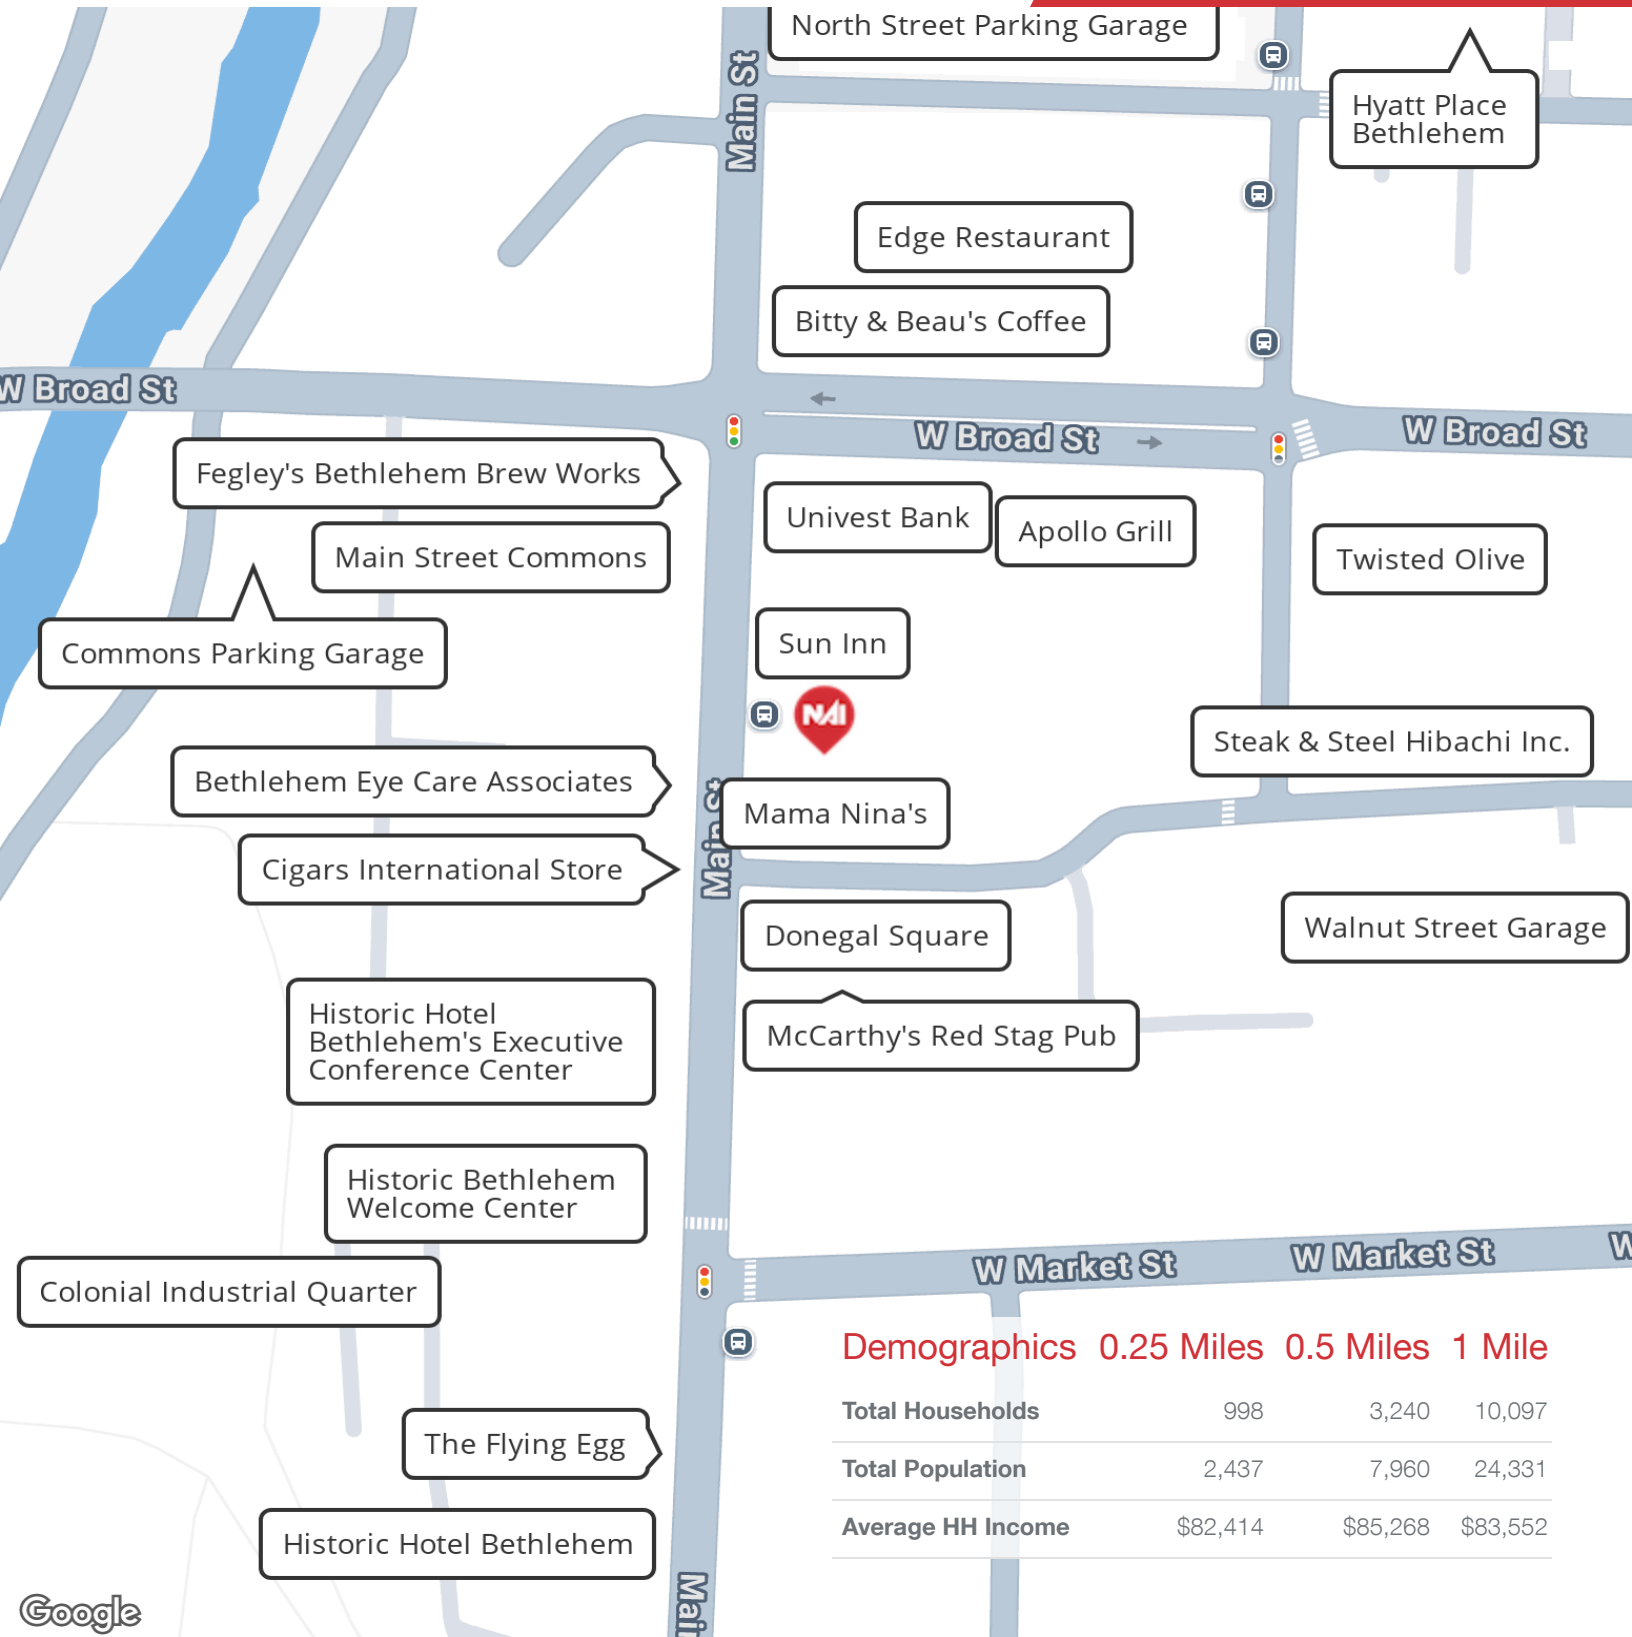 North Street Parking Garage
Main St
Hyatt Place
Bethlehem
Edge Restaurant
Bitty & Beau's Coffee
W Broad St
W Broad St
W Broad St
Fegley's Bethlehem Brew Works
Univest Bank
Apollo Grill
Main Street Commons
Twisted Olive
Sun Inn
Commons Parking Garage
NAI
Steak & Steel Hibachi Inc.
Bethlehem Eye Care Associates
Mama Nina's
Main St
Cigars International Store
Donegal Square
Walnut Street Garage
Historic Hotel
Bethlehem's Executive
Conference Center
McCarthy's Red Stag Pub
Historic Bethlehem
Welcome Center
W Market St
W Market St
W
Colonial Industrial Quarter
Demographics 0.25 Miles 0.5 Miles 1 Mile
Total Households 998 3,240 10,097
Total Population 2,437 7,960 24,331
Average HH Income $82,414 $85,268 $83,552
The Flying Egg
Historic Hotel Bethlehem
Main
Google